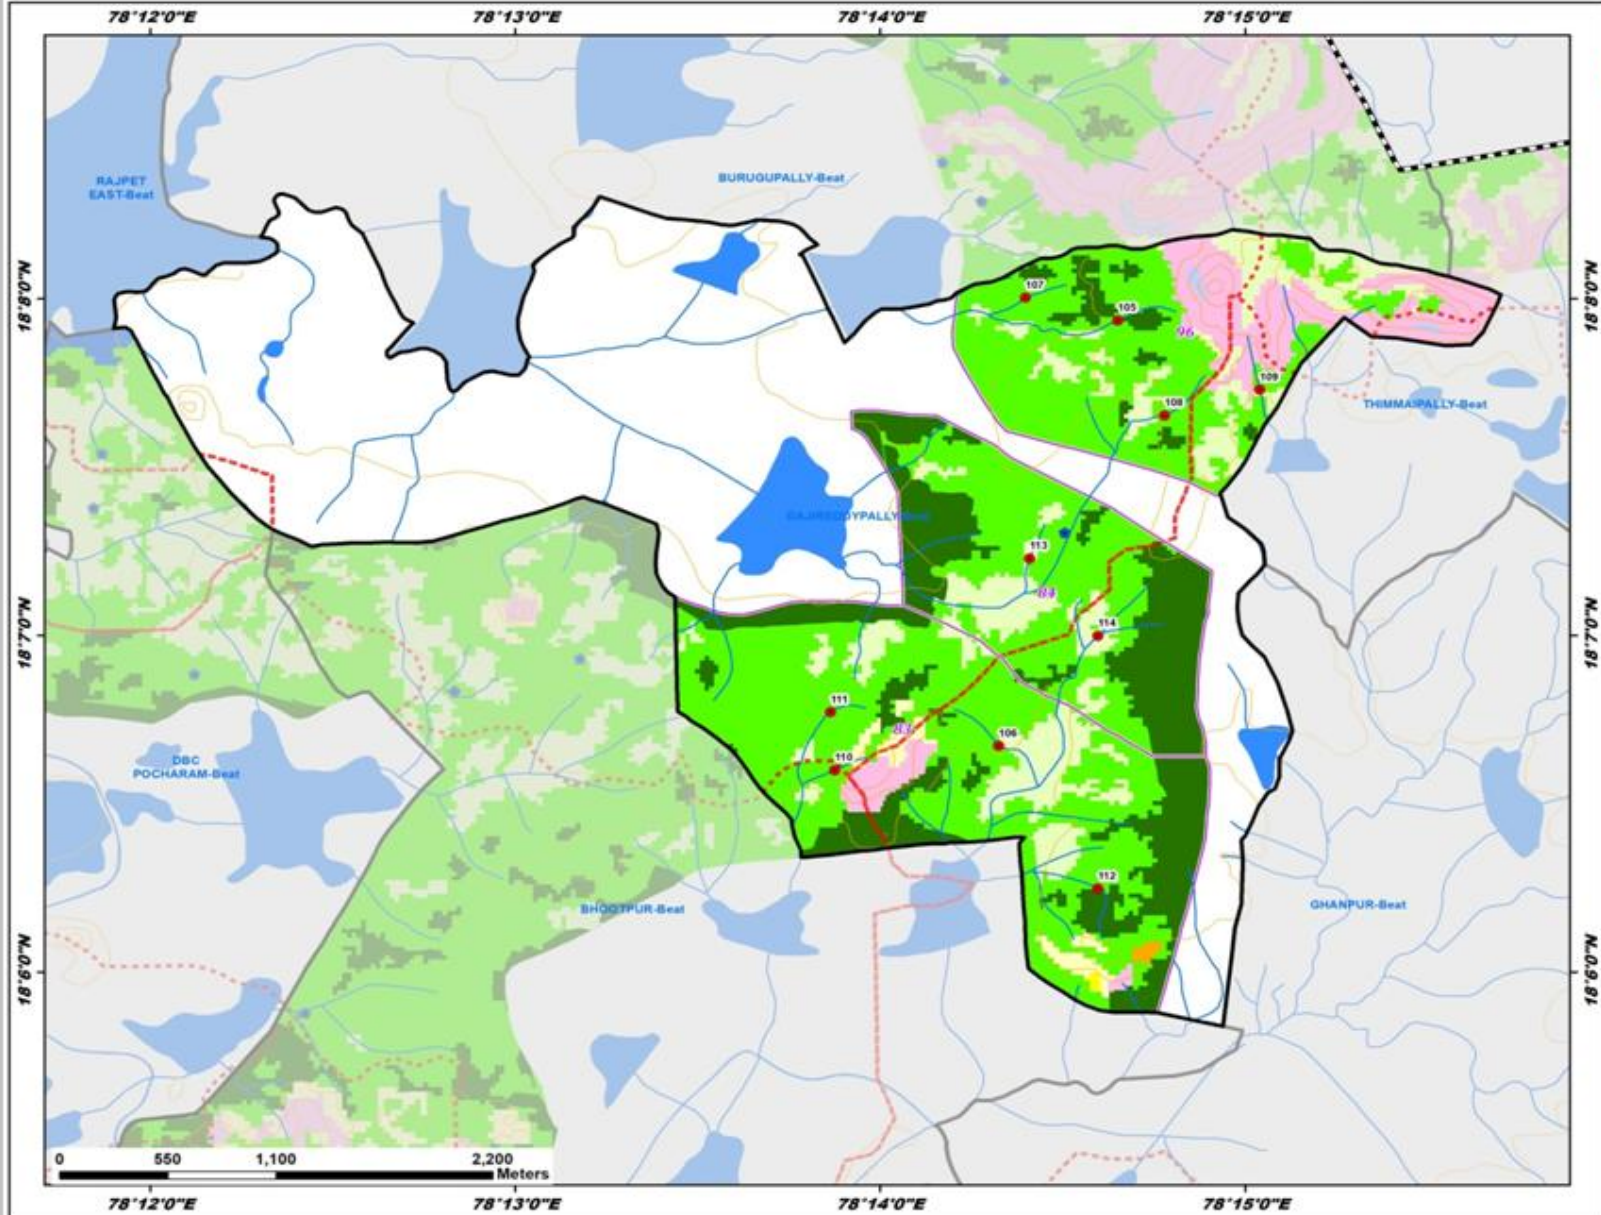 78°12'0"E
78°13'0"E
78°14'0"E
78°15'0"E
RAJPET
EAST-Beat
BURUGUPALLY-Beat
18°8'0"N
18°8'0"N
107
105
96
109
108
THIMMAIPALLY-Beat
113
84
18°7'0"N
18°7'0"N
114
111
83
106
110
DBC
POCHARAM-Beat
112
BHOOTPUR-Beat
GHANPUR-Beat
18°6'0"N
18°6'0"N
0 550 1,100 2,200
Meters
78°12'0"E
78°13'0"E
78°14'0"E
78°15'0"E